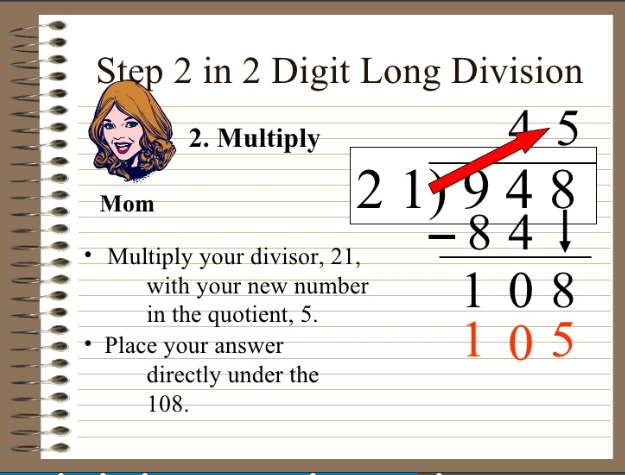 Step 2 in 2 Digit Long Division
2. Multiply
Mom
• Multiply your divisor, 21,
with your new number
in the quotient, 5.
• Place your answer
directly under the
108.
4 5
2 1)9 4 8
– 8 4
1 0 8
1 0 5